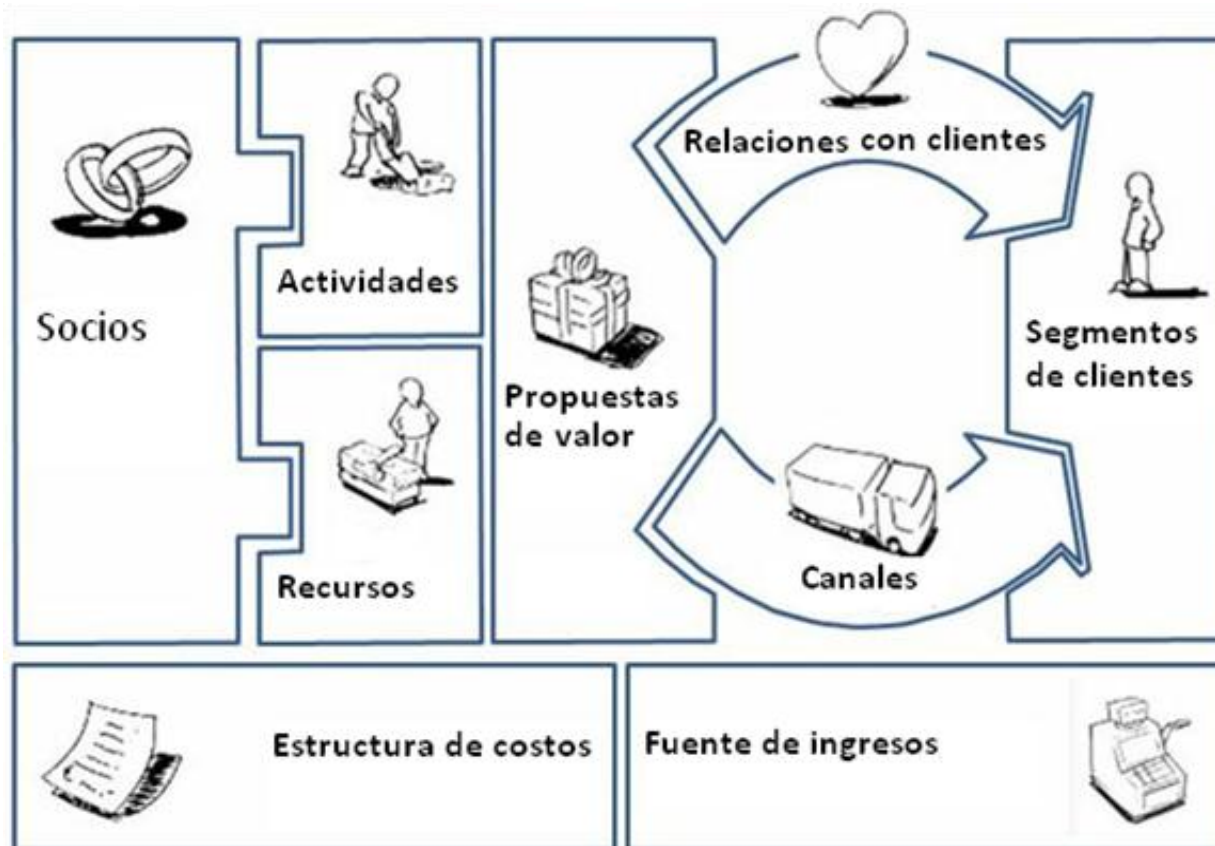 Socios
Actividades
Recursos
Propuestas
de valor
Relaciones con clientes
Canales
Segmentos
de clientes
Estructura de costos
Fuente de ingresos